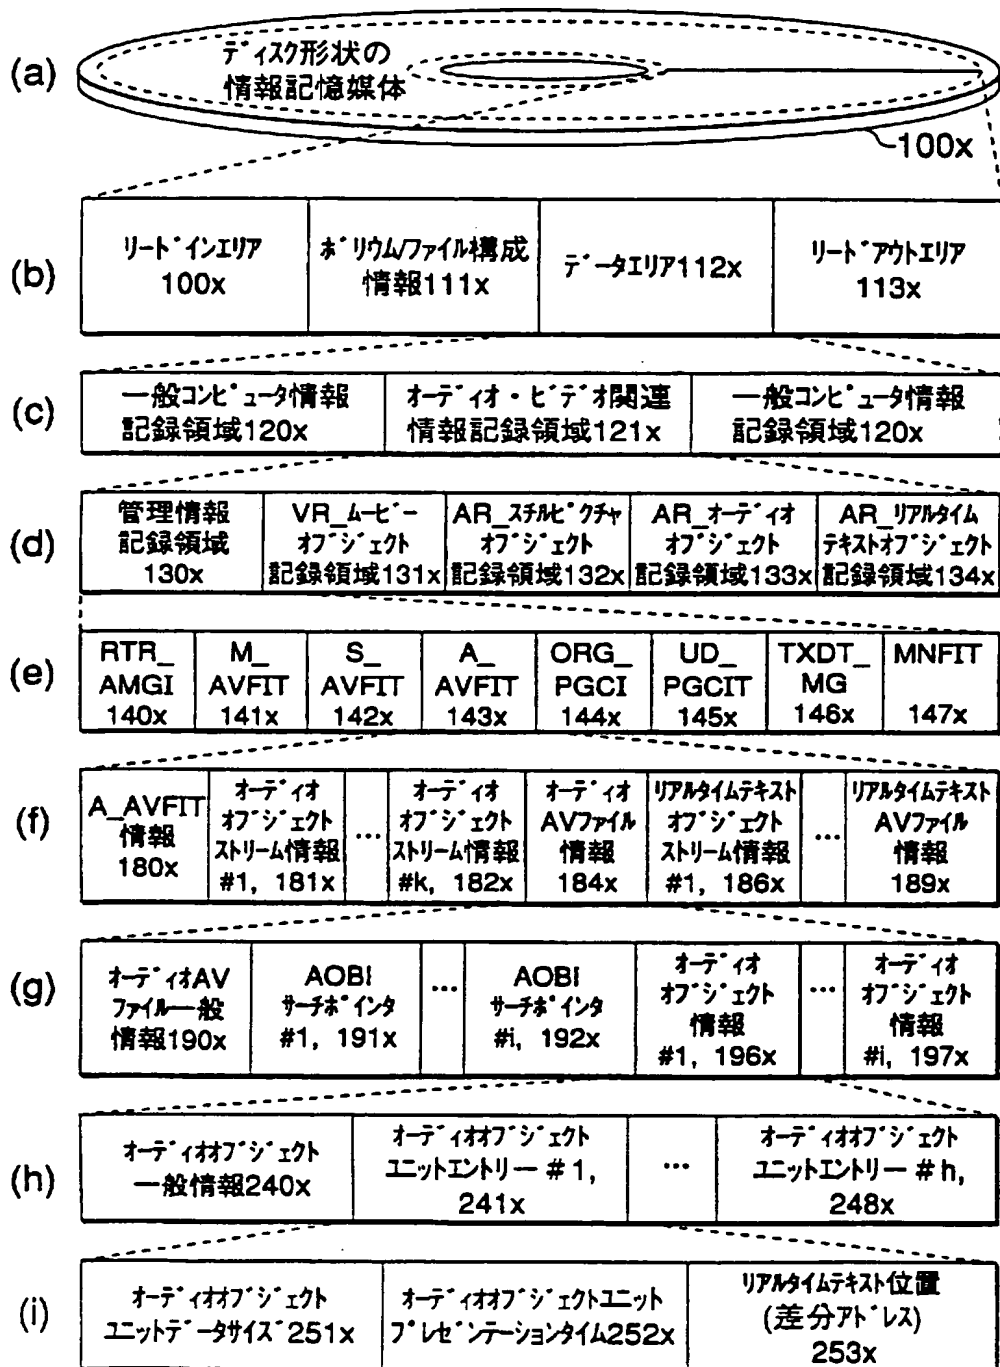 (a)
ディスク形状の
情報記憶媒体
100x
(b)
リードインエリア
100x
ボリウム/ファイル構成
情報111x
データエリア112x
リードアウトエリア
113x
(c)
一般コンピュータ情報
記録領域120x
オーディオ・ビデオ関連
情報記録領域121x
一般コンピュータ情報
記録領域120x
(d)
管理情報
記録領域
130x
VR_ムービー
オブジェクト
記録領域131x
AR_スチルピクチャ
オブジェクト
記録領域132x
AR_オーディオ
オブジェクト
記録領域133x
AR_リアルタイム
テキストオブジェクト
記録領域134x
(e)
RTR_
AMGI
140x
M_
AVFIT
141x
S_
AVFIT
142x
A_
AVFIT
143x
ORG_
PGCI
144x
UD_
PGCIT
145x
TXDT_
MG
146x
MNFIT
147x
(f)
A_AVFIT
情報
180x
オーディオ
オブジェクト
ストリーム情報
#1, 181x
…
オーディオ
オブジェクト
ストリーム情報
#k, 182x
オーディオ
AVファイル
情報
184x
リアルタイムテキスト
オブジェクト
ストリーム情報
#1, 186x
…
リアルタイムテキスト
AVファイル
情報
189x
(g)
オーディオAV
ファイル一般
情報190x
AOBI
サーチポインタ
#1, 191x
…
AOBI
サーチポインタ
#i, 192x
オーディオ
オブジェクト
情報
#1, 196x
…
オーディオ
オブジェクト
情報
#i, 197x
(h)
オーディオオブジェクト
一般情報240x
オーディオオブジェクト
ユニットエントリー #1,
241x
…
オーディオオブジェクト
ユニットエントリー #h,
248x
(i)
オーディオオブジェクト
ユニットデータサイズ251x
オーディオオブジェクトユニット
プレゼンテーションタイム252x
リアルタイムテキスト位置
(差分アドレス)
253x